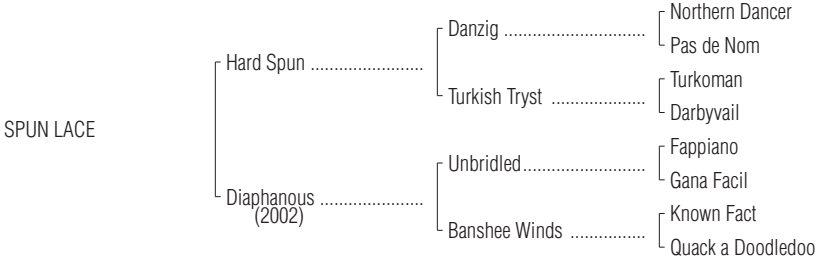 Northern Dancer
Danzig ..............................
Pas de Nom
Hard Spun ........................
Turkoman
Turkish Tryst ....................
Darbyvail
SPUN LACE
Fappiano
Unbridled..........................
Gana Facil
Diaphanous ......................
(2002)
Known Fact
Banshee Winds ................
Quack a Doodledoo